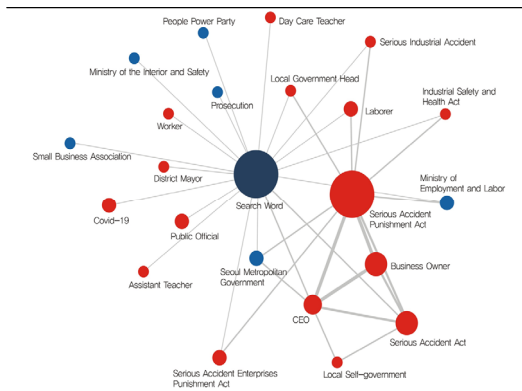 People Power Party
Day Care Teacher
Serious Industrial Accident
Ministry of the Interior and Safety
Local Government Head
Industrial Safety and
Health Act
Prosecution
Laborer
Worker
Small Business Association
District Mayor
Ministry of
Employment and Labor
Search Word
Serious Accident
Punishment Act
Covid-19
Public Official
Assistant Teacher
Seoul Metropolitan
Government
Business Owner
CEO
Serious Accident Act
Serious Accident Enterprises
Punishment Act
Local Self-government